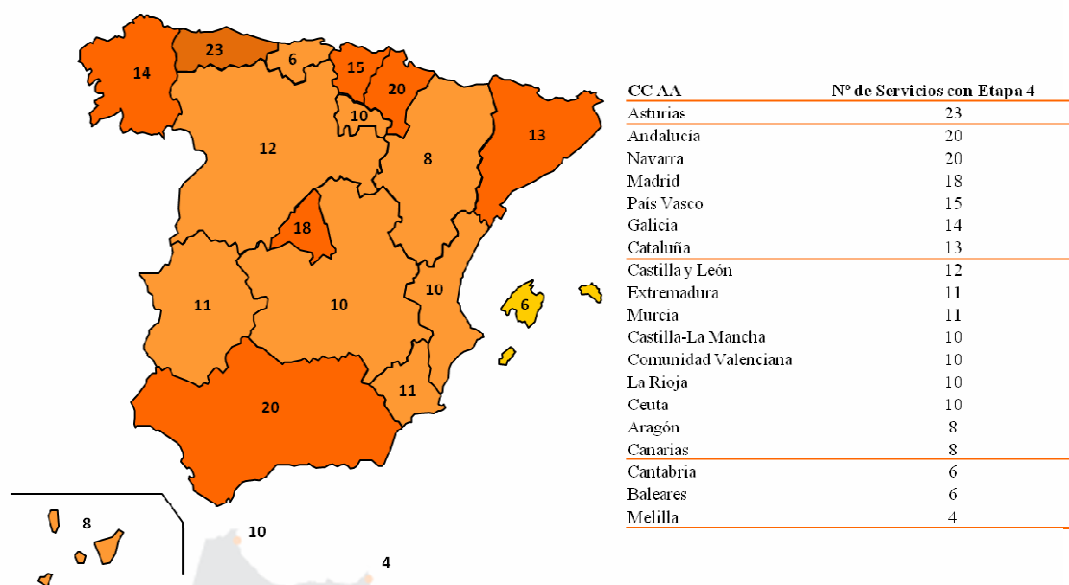 23
6
15
14
20
10
13
12
8
18
10
10
11
6
11
20
8
10
4
CC AA Nº de Servicios con Etapa 4
Asturias 23
Andalucía 20
Navarra 20
Madrid 18
País Vasco 15
Galicia 14
Cataluña 13
Castilla y León 12
Extremadura 11
Murcia 11
Castilla-La Mancha 10
Comunidad Valenciana 10
La Rioja 10
Ceuta 10
Aragón 8
Canarias 8
Cantabria 6
Baleares 6
Melilla 4